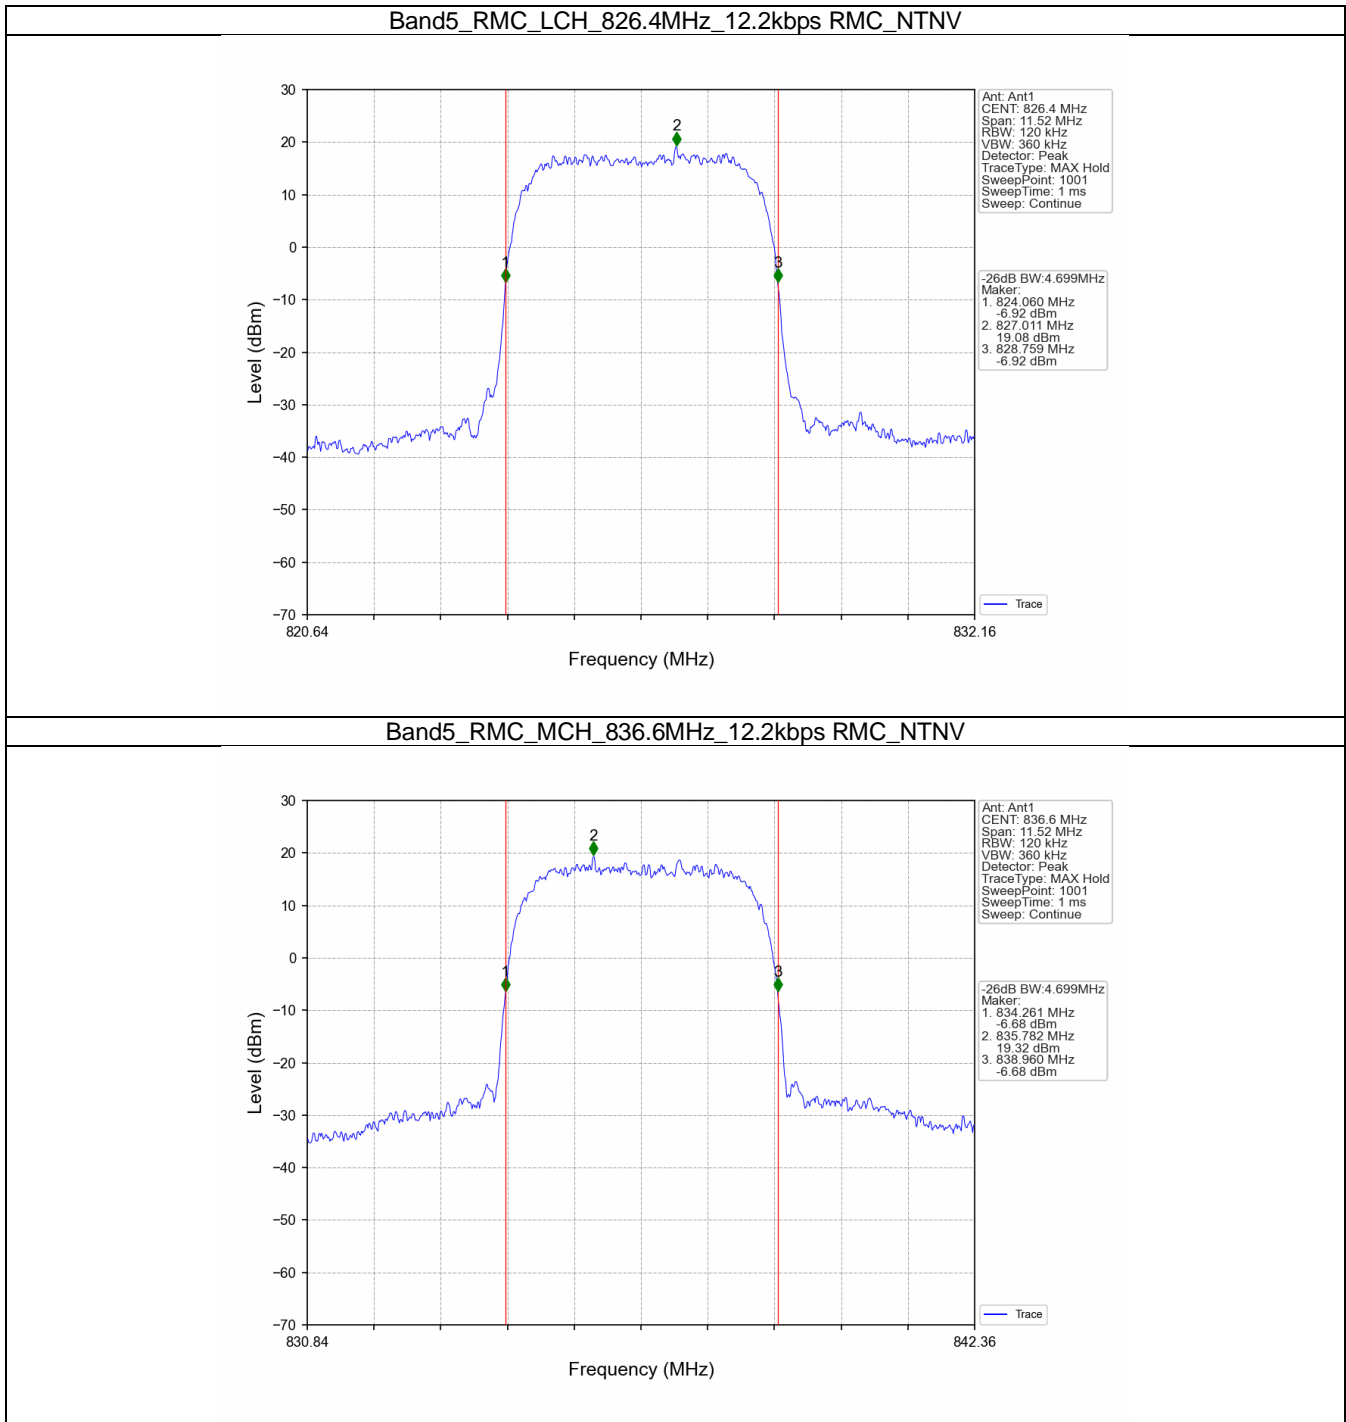 Band5_RMC_LCH_826.4MHz_12.2kbps RMC_NTNV
30
20
10
0
−10
−20
−30
−40
−50
−60
−70
Level (dBm)
1
2
3
820.64
832.16
Frequency (MHz)
Ant: Ant1
CENT: 826.4 MHz
Span: 11.52 MHz
RBW: 120 kHz
VBW: 360 kHz
Detector: Peak
TraceType: MAX Hold
SweepPoint: 1001
SweepTime: 1 ms
Sweep: Continue
-26dB BW:4.699MHz
Maker:
1. 824.060 MHz
-6.92 dBm
2. 827.011 MHz
19.08 dBm
3. 828.759 MHz
-6.92 dBm
Trace
Band5_RMC_MCH_836.6MHz_12.2kbps RMC_NTNV
30
20
10
0
−10
−20
−30
−40
−50
−60
−70
Level (dBm)
1
2
3
830.84
842.36
Frequency (MHz)
Ant: Ant1
CENT: 836.6 MHz
Span: 11.52 MHz
RBW: 120 kHz
VBW: 360 kHz
Detector: Peak
TraceType: MAX Hold
SweepPoint: 1001
SweepTime: 1 ms
Sweep: Continue
-26dB BW:4.699MHz
Maker:
1. 834.261 MHz
-6.68 dBm
2. 835.782 MHz
19.32 dBm
3. 838.960 MHz
-6.68 dBm
Trace